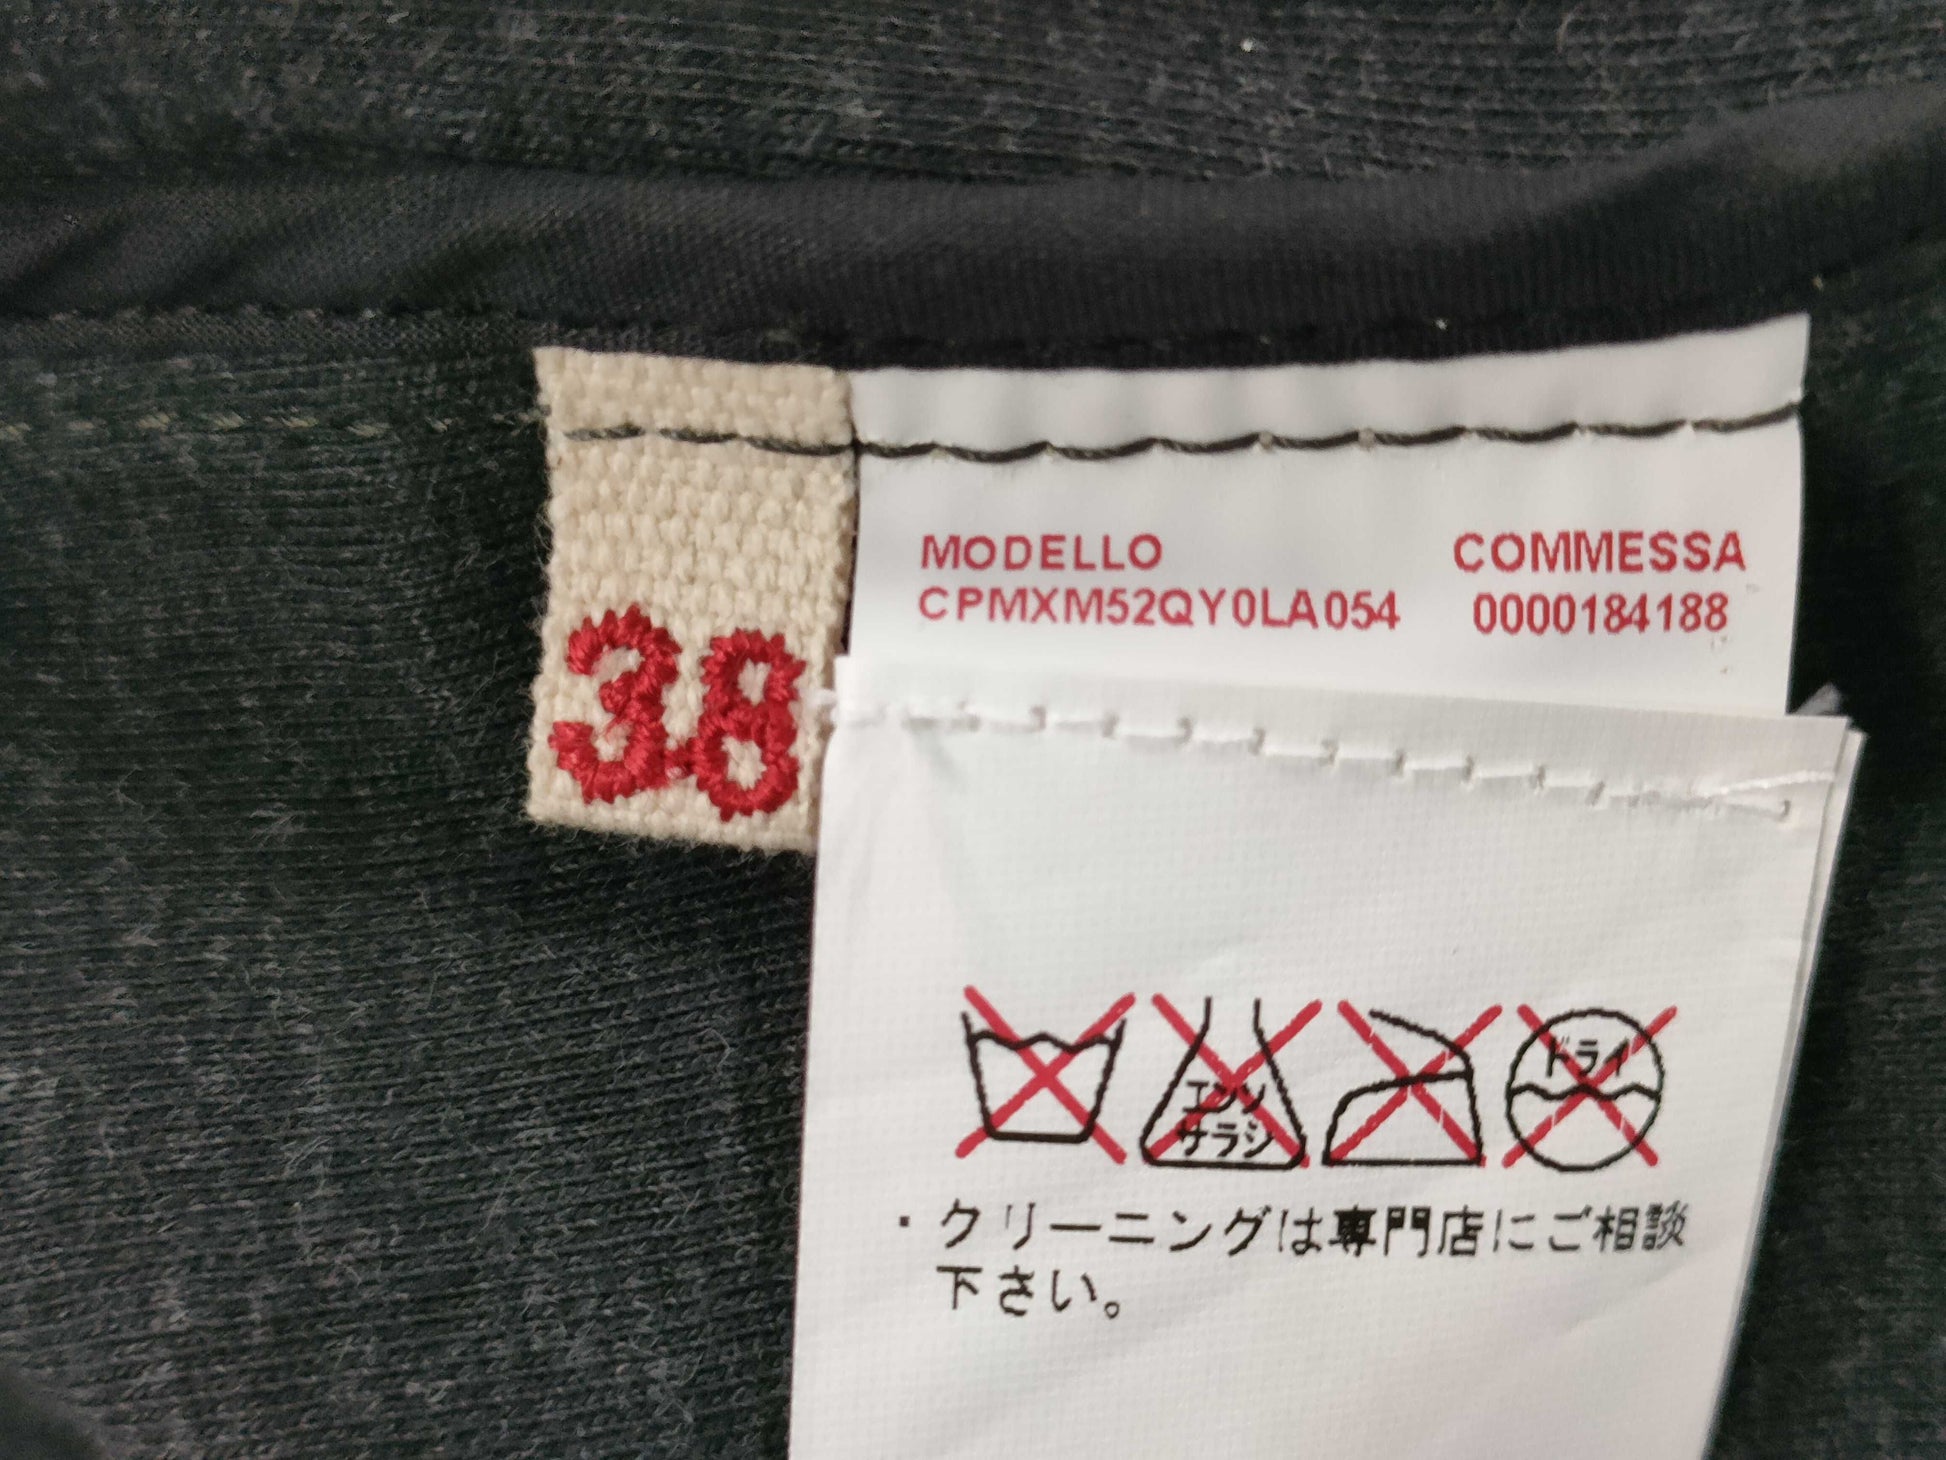 38
MODELLO COMMESSA
CPMXM52QY0LA054 0000184188
エンソ
サラシ
ドライ
・クリーニングは専門店にご相談
下さい。